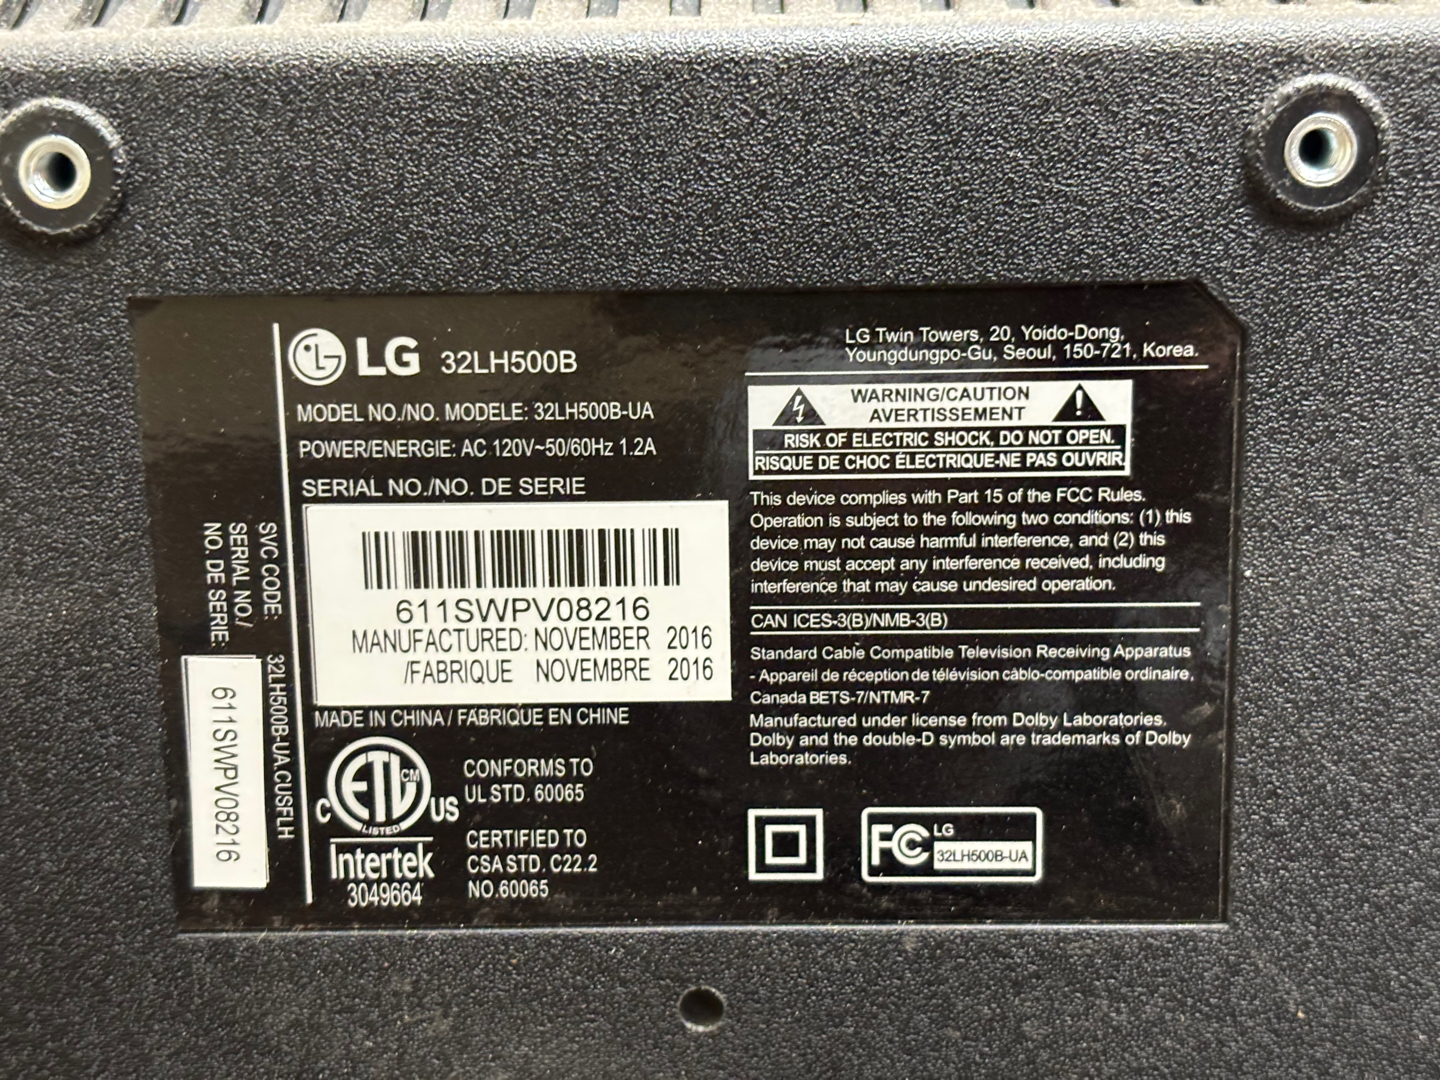 LG 32LH500B
MODEL NO./NO. MODELE: 32LH500B-UA
POWER/ENERGIE: AC 120V~50/60Hz 1.2A
SERIAL NO./NO. DE SERIE
611SWPV08216
MANUFACTURED: NOVEMBER 2016
/FABRIQUE NOVEMBRE 2016
MADE IN CHINA / FABRIQUE EN CHINE
C ETL CM US
LISTED
Intertek
3049664
CONFORMS TO
UL STD. 60065
CERTIFIED TO
CSA STD. C22.2
NO.60065
SVC CODE: 32LH500B-UA.CUSFLH
SERIAL NO./
NO. DE SERIE:
611SWPV08216
LG Twin Towers, 20, Yoido-Dong,
Youngdungpo-Gu, Seoul, 150-721, Korea.
WARNING/CAUTION
AVERTISSEMENT
RISK OF ELECTRIC SHOCK, DO NOT OPEN.
RISQUE DE CHOC ÉLECTRIQUE-NE PAS OUVRIR.
This device complies with Part 15 of the FCC Rules.
Operation is subject to the following two conditions: (1) this
device may not cause harmful interference, and (2) this
device must accept any interference received, including
interference that may cause undesired operation.
CAN ICES-3(B)/NMB-3(B)
Standard Cable Compatible Television Receiving Apparatus
- Appareil de réception de télévision câblo-compatible ordinaire,
Canada BETS-7/NTMR-7
Manufactured under license from Dolby Laboratories.
Dolby and the double-D symbol are trademarks of Dolby
Laboratories.
FC LG
32LH500B-UA